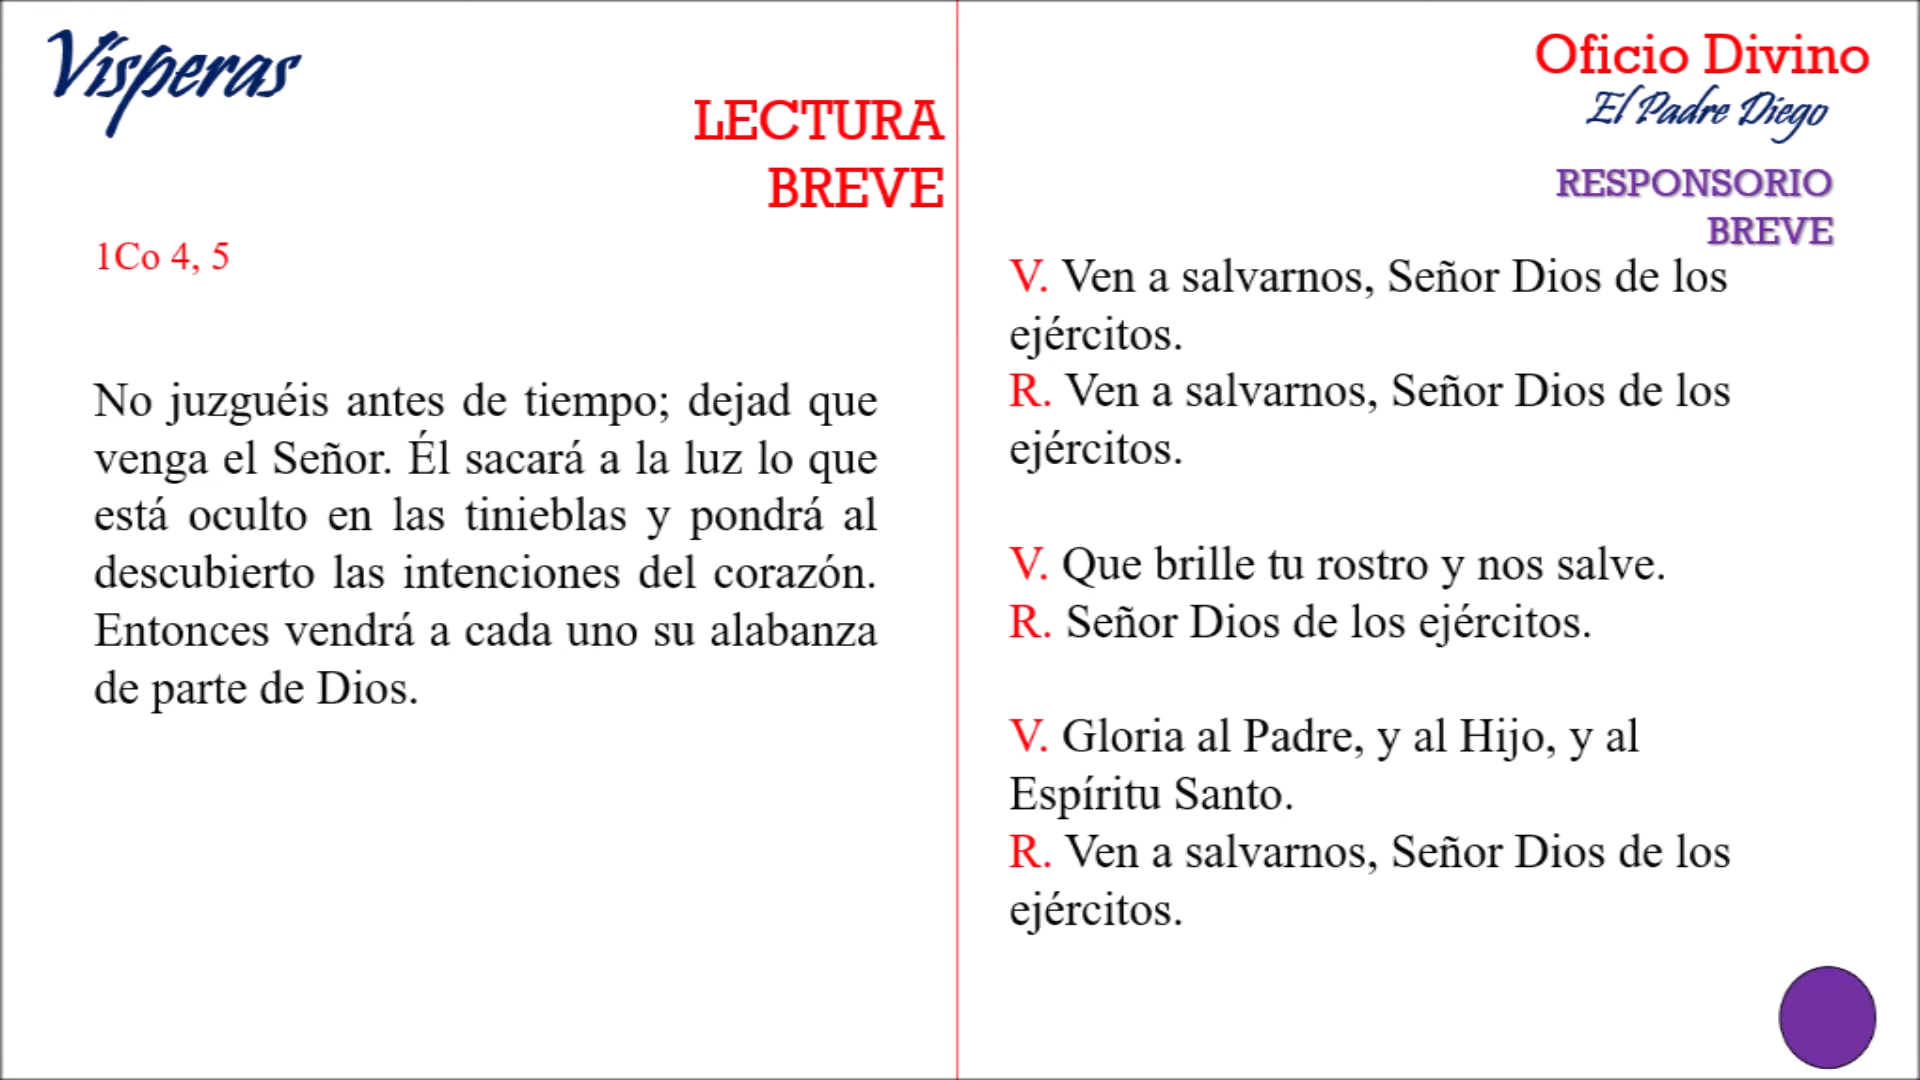 Vísperas
LECTURA
BREVE
1Co 4, 5
No juzguéis antes de tiempo; dejad que
venga el Señor. Él sacará a la luz lo que
está oculto en las tinieblas y pondrá al
descubierto las intenciones del corazón.
Entonces vendrá a cada uno su alabanza
de parte de Dios.
Oficio Divino
El Padre Diego
RESPONSORIO
BREVE
V. Ven a salvarnos, Señor Dios de los
ejércitos.
R. Ven a salvarnos, Señor Dios de los
ejércitos.
V. Que brille tu rostro y nos salve.
R. Señor Dios de los ejércitos.
V. Gloria al Padre, y al Hijo, y al
Espíritu Santo.
R. Ven a salvarnos, Señor Dios de los
ejércitos.